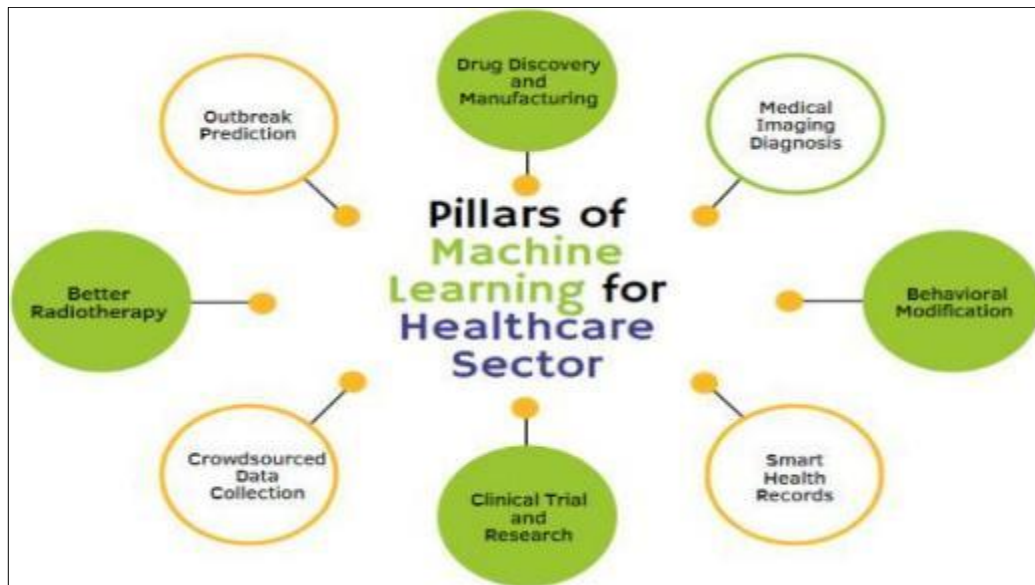 Drug Discovery
and
Manufacturing
Outbreak
Prediction
Medical
Imaging
Diagnosis
Pillars of
Machine
Learning for
Healthcare
Sector
Better
Radiotherapy
Behavioral
Modification
Crowdsourced
Data
Collection
Smart
Health
Records
Clinical Trial
and
Research